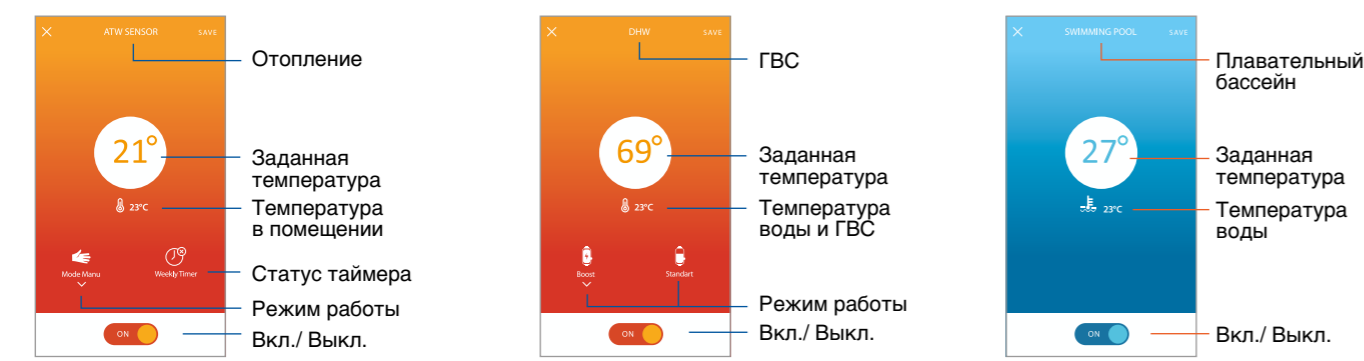 ATW SENSOR SAVE
Отопление
21°
Заданная
температура
23°C
Температура
в помещении
Mode Manu
Weekly Timer
Статус таймера
Режим работы
ON
Вкл./ Выкл.
DHW SAVE
ГВС
69°
Заданная
температура
23°C
Температура
воды и ГВС
Boost
Standart
Режим работы
ON
Вкл./ Выкл.
SWIMMING POOL SAVE
Плавательный
бассейн
27°
Заданная
температура
23°C
Температура
воды
ON
Вкл./ Выкл.